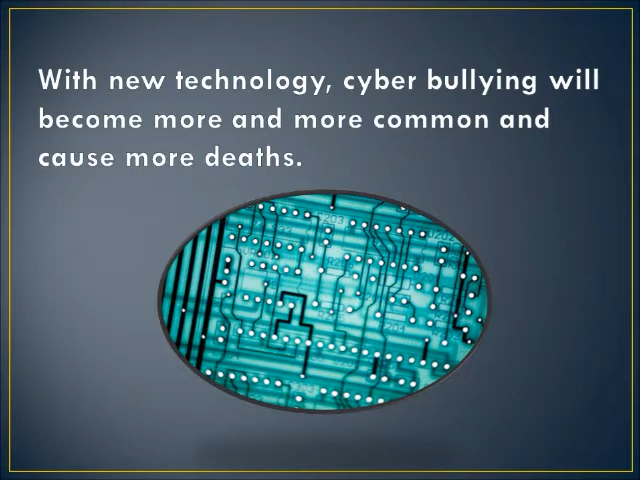 With new technology, cyber bullying will
become more and more common and
cause more deaths.